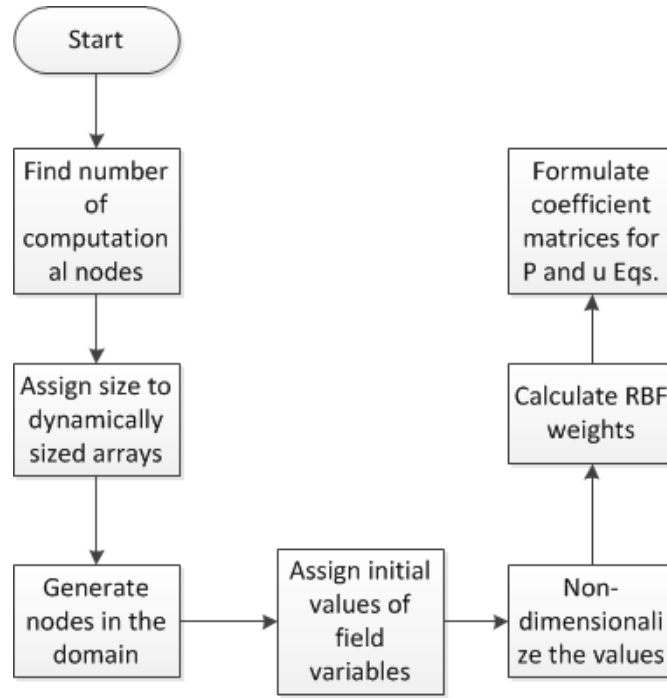 Start
Find number
of
computation
al nodes
Assign size to
dynamically
sized arrays
Generate
nodes in the
domain
Assign initial
values of
field
variables
Non-
dimensionali
ze the values
Calculate RBF
weights
Formulate
coefficient
matrices for
P and u Eqs.